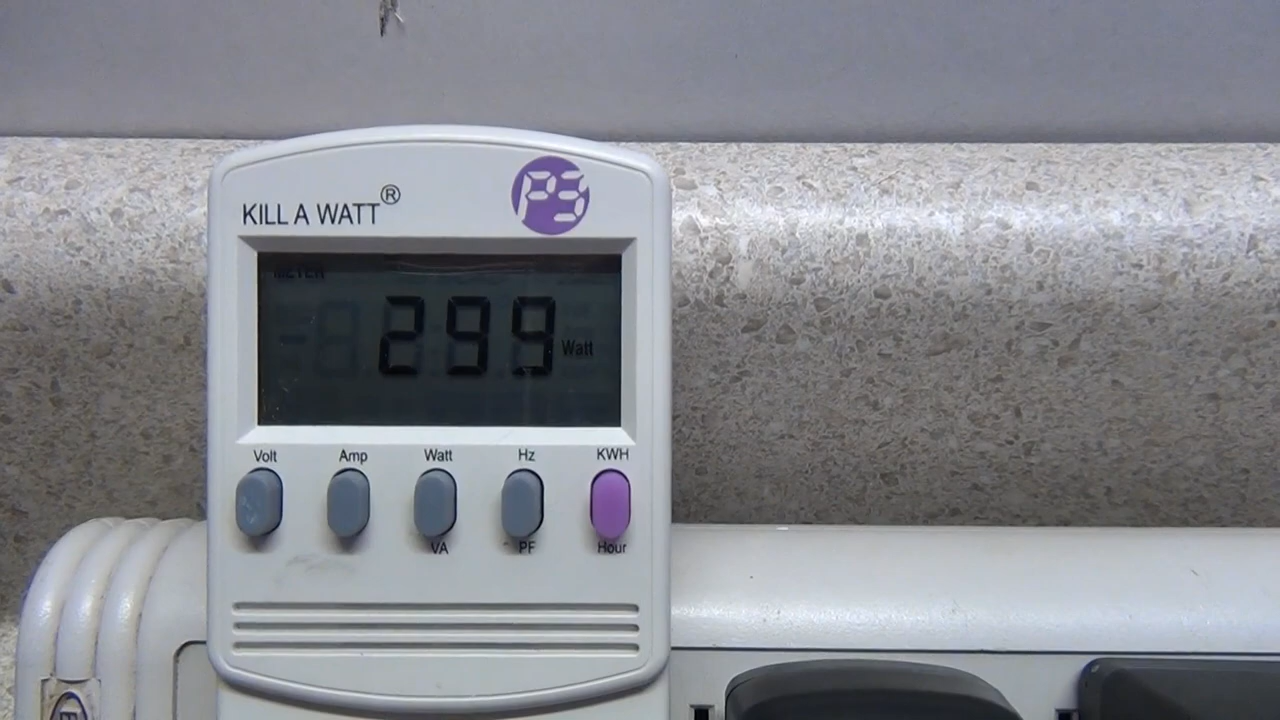 KILL A WATT®
P3
METER
299 Watt
Volt Amp Watt Hz KWH
VA PF Hour